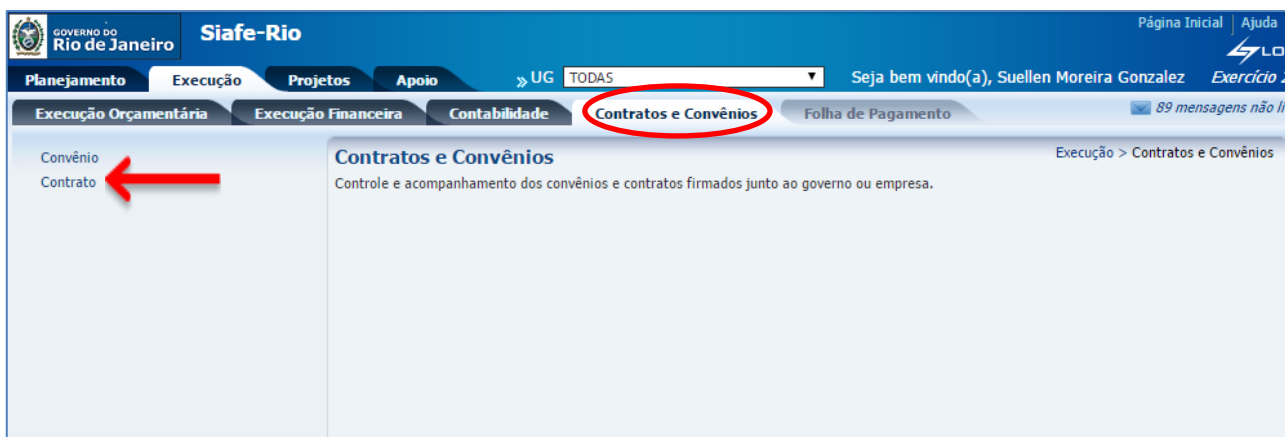 GOVERNO DO
Rio de Janeiro
Siafe-Rio
Página Inicial | Ajuda
Planejamento Execução Projetos Apoio » UG TODAS Seja bem vindo(a), Suellen Moreira Gonzalez Exercício
Execução Orçamentária Execução Financeira Contabilidade Contratos e Convênios Folha de Pagamento 89 mensagens não
Convênio
Contrato
Contratos e Convênios
Execução > Contratos e Convênios
Controle e acompanhamento dos convênios e contratos firmados junto ao governo ou empresa.